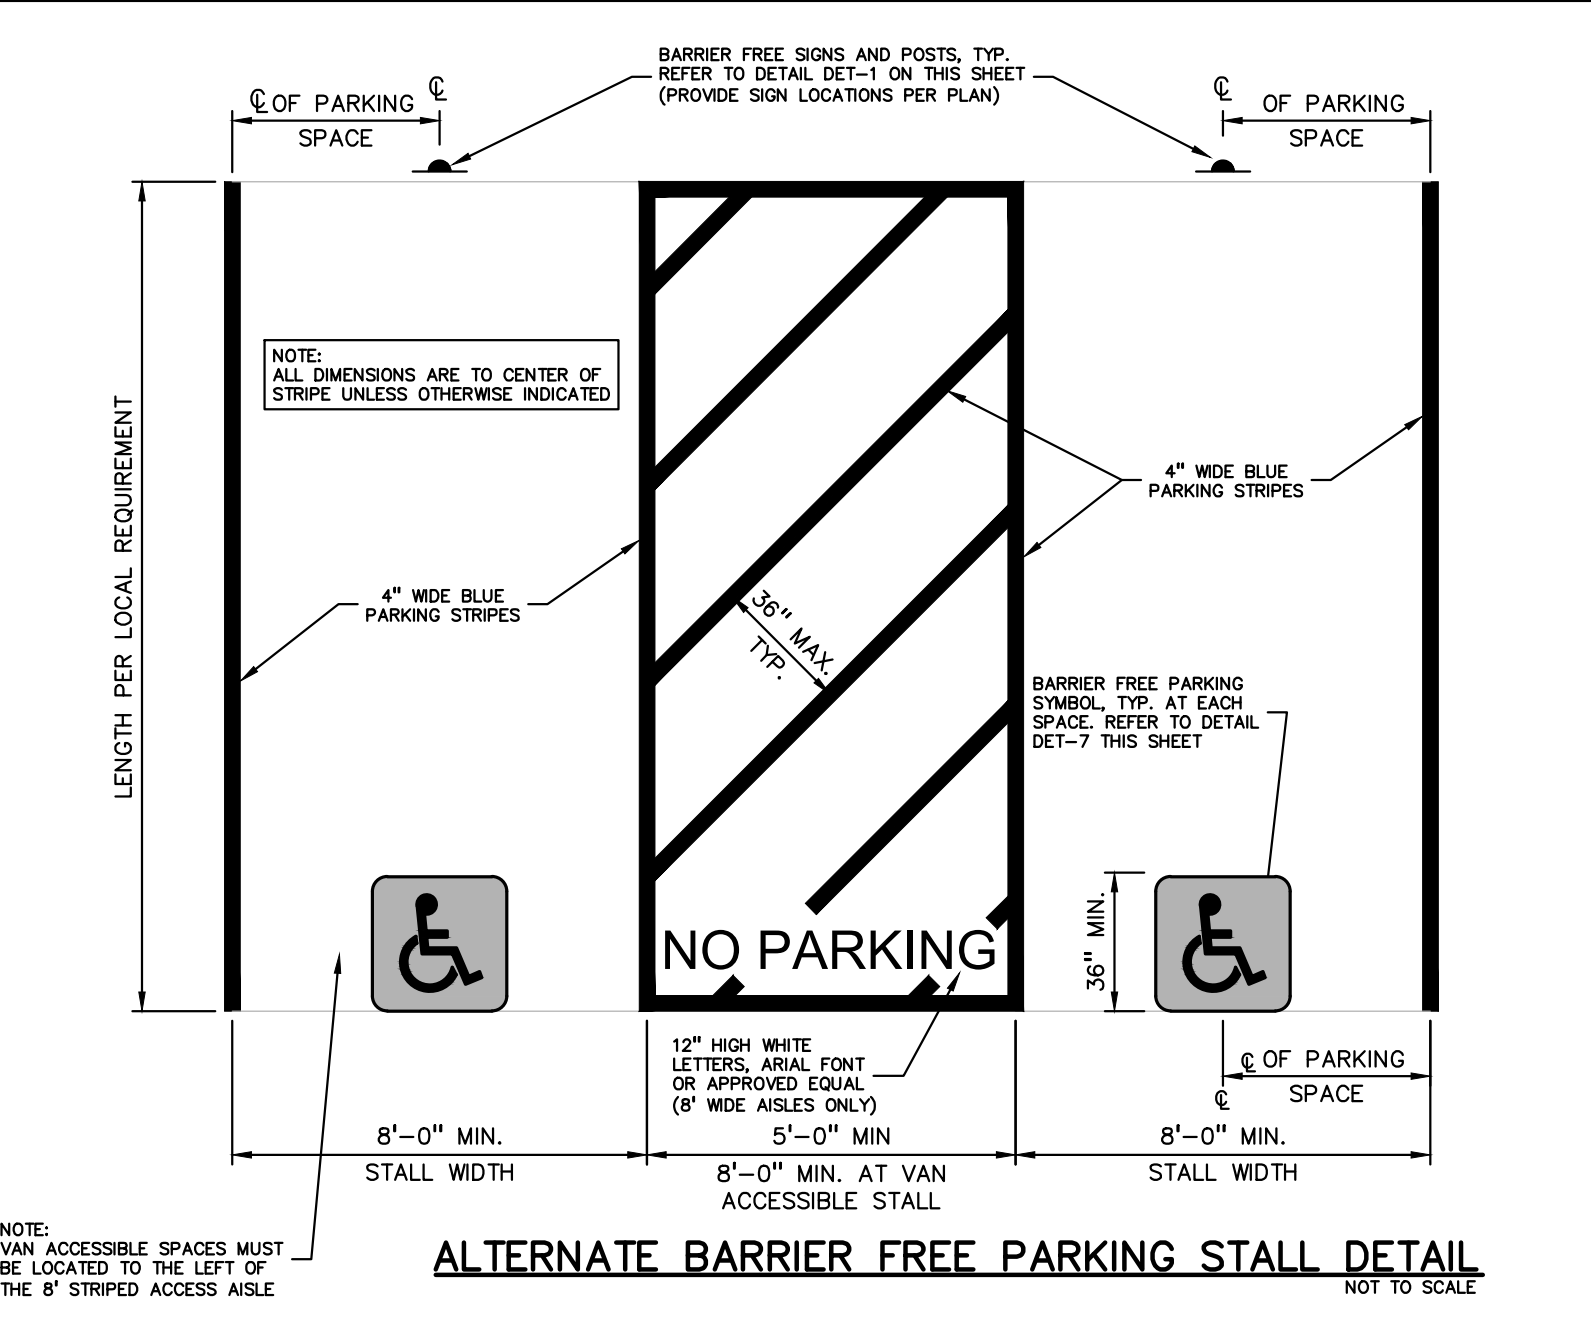 BARRIER FREE SIGNS AND POSTS, TYP.
REFER TO DETAIL DET-1 ON THIS SHEET
(PROVIDE SIGN LOCATIONS PER PLAN)
℄ OF PARKING
SPACE
℄
℄
OF PARKING
SPACE
NOTE:
ALL DIMENSIONS ARE TO CENTER OF
STRIPE UNLESS OTHERWISE INDICATED
LENGTH PER LOCAL REQUIREMENT
4" WIDE BLUE
PARKING STRIPES
4" WIDE BLUE
PARKING STRIPES
36" MAX.
TYP.
BARRIER FREE PARKING
SYMBOL, TYP. AT EACH
SPACE. REFER TO DETAIL
DET-7 THIS SHEET
36" MIN.
NO PARKING
12" HIGH WHITE
LETTERS, ARIAL FONT
OR APPROVED EQUAL
(8' WIDE AISLES ONLY)
℄ OF PARKING
SPACE
℄
8'-0" MIN.
STALL WIDTH
5'-0" MIN
8'-0" MIN. AT VAN
ACCESSIBLE STALL
8'-0" MIN.
STALL WIDTH
NOTE:
VAN ACCESSIBLE SPACES MUST
BE LOCATED TO THE LEFT OF
THE 8' STRIPED ACCESS AISLE
ALTERNATE BARRIER FREE PARKING STALL DETAIL
NOT TO SCALE